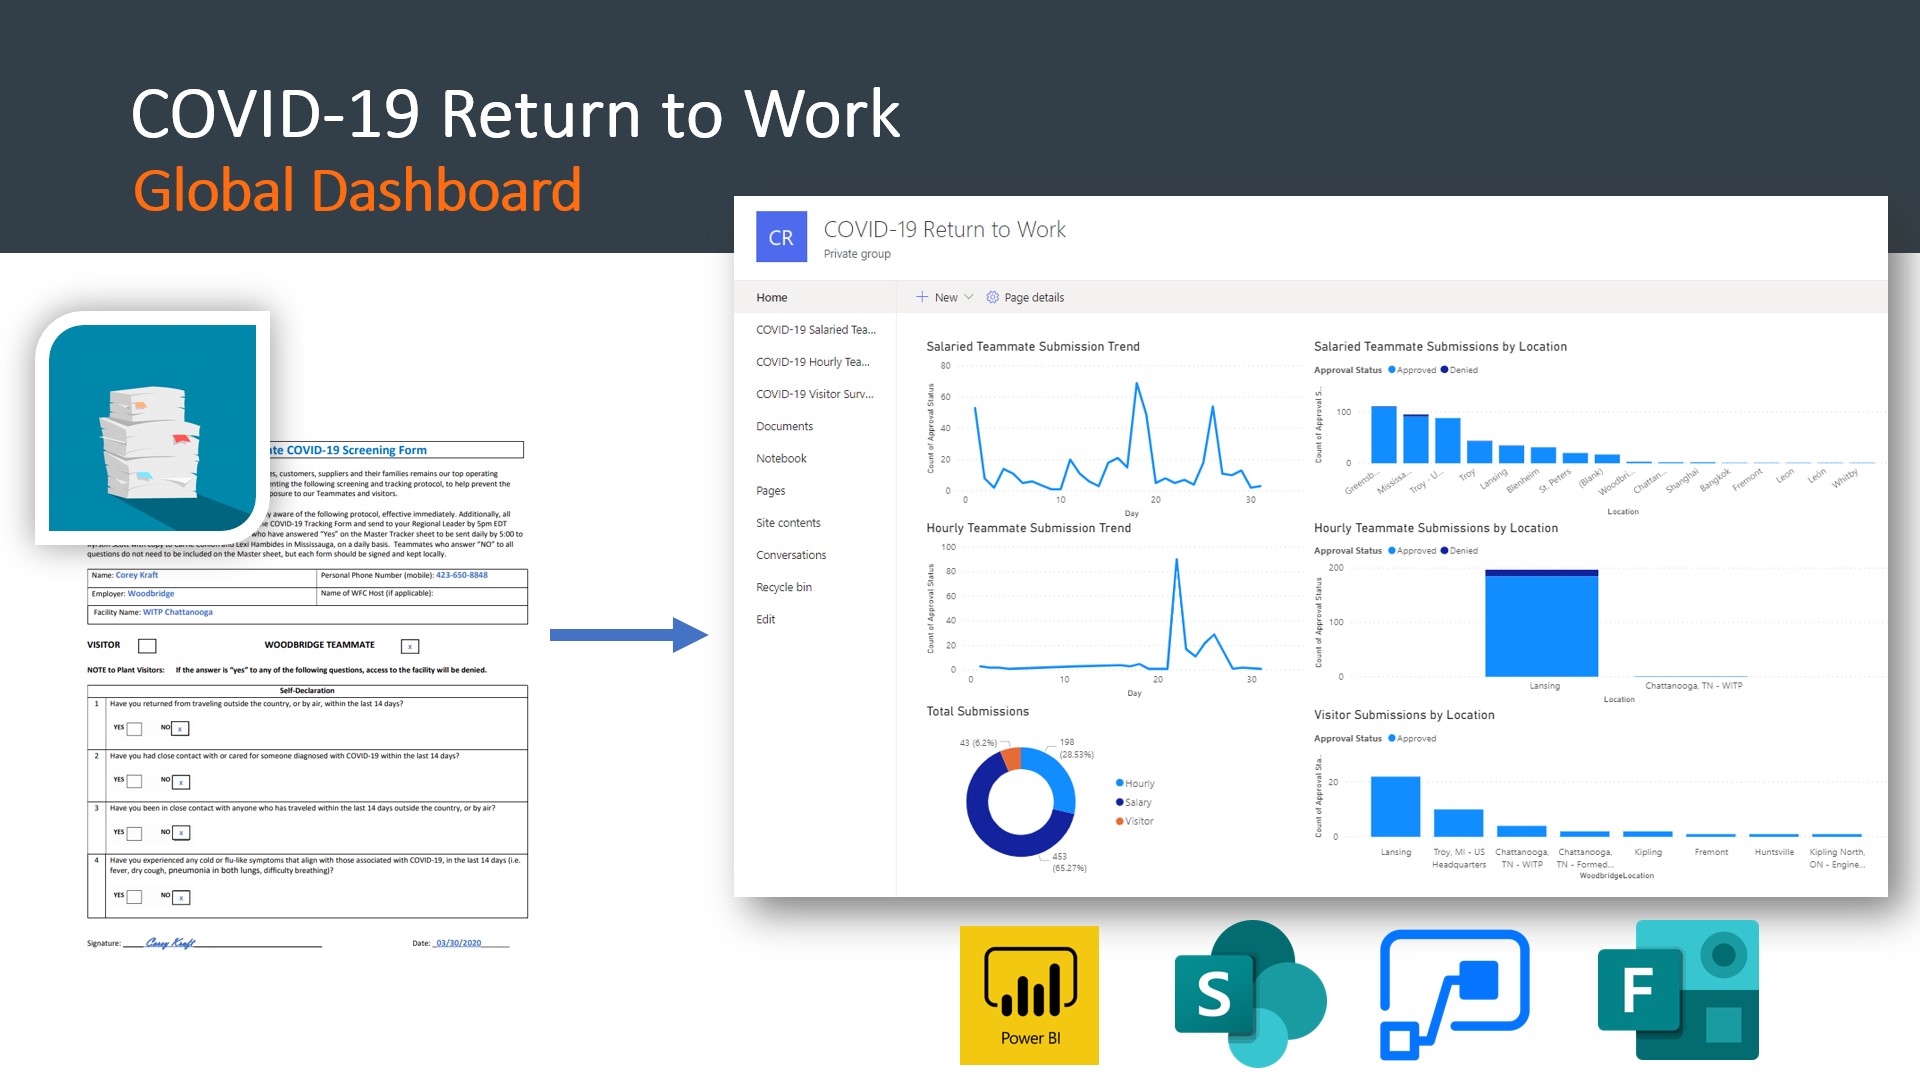 COVID-19 Return to Work
Global Dashboard
CR
COVID-19 Return to Work
Private group
Home
New
Page details
COVID-19 Salaried Tea...
COVID-19 Hourly Tea...
COVID-19 Visitor Surv...
Documents
Notebook
Pages
Site contents
Conversations
Recycle bin
Edit
Salaried Teammate Submission Trend
Count of Approval Status
80
60
40
20
0
0 10 20 30
Day
Salaried Teammate Submissions by Location
Approval Status Approved Denied
Count of Approval S...
100
0
Greensb... Mississa... Troy - U... Troy Lansing Blenheim St. Peters (Blank) Woodbri... Chattan... Shanghai Bangkok Fremont Leon León Whitby
Location
Hourly Teammate Submission Trend
Count of Approval Status
100
80
60
40
20
0
0 10 20 30
Day
Hourly Teammate Submissions by Location
Approval Status Approved Denied
Count of Approval Status
200
100
0
Lansing Chattanooga, TN - WITP
Location
Total Submissions
43 (6.2%)
198
(28.53%)
453
(65.27%)
Hourly
Salary
Visitor
Visitor Submissions by Location
Approval Status Approved
Count of Approval Sta...
20
0
Lansing Troy, MI - US Chattanooga, Chattanooga, Kipling Fremont Huntsville Kipling North,
Headquarters TN - WITP TN - Formed... ON - Engine...
WoodbridgeLocation
te COVID-19 Screening Form
s, customers, suppliers and their families remains our top operating
enting the following screening and tracking protocol, to help prevent the
posure to our Teammates and visitors.
y aware of the following protocol, effective immediately. Additionally, all
e COVID-19 Tracking Form and send to your Regional Leader by 5pm EDT
who have answered "Yes" on the Master Tracker sheet to be sent daily by 5:00 to
Lexi Hambides in Mississauga, on a daily basis. Teammates who answer "NO" to all
questions do not need to be included on the Master sheet, but each form should be signed and kept locally.
Name: Corey Kraft Personal Phone Number (mobile): 423-650-8848
Employer: Woodbridge Name of WFC Host (if applicable):
Facility Name: WITP Chattanooga
VISITOR WOODBRIDGE TEAMMATE x
NOTE to Plant Visitors: If the answer is "yes" to any of the following questions, access to the facility will be denied.
Self-Declaration
1 Have you returned from traveling outside the country, or by air, within the last 14 days?
YES NO x
2 Have you had close contact with or cared for someone diagnosed with COVID-19 within the last 14 days?
YES NO x
3 Have you been in close contact with anyone who has traveled within the last 14 days outside the country, or by air?
YES NO x
4 Have you experienced any cold or flu-like symptoms that align with those associated with COVID-19, in the last 14 days (i.e.
fever, dry cough, pneumonia in both lungs, difficulty breathing)?
YES NO x
Signature: Corey Kraft Date: 03/30/2020
Power BI
S
F